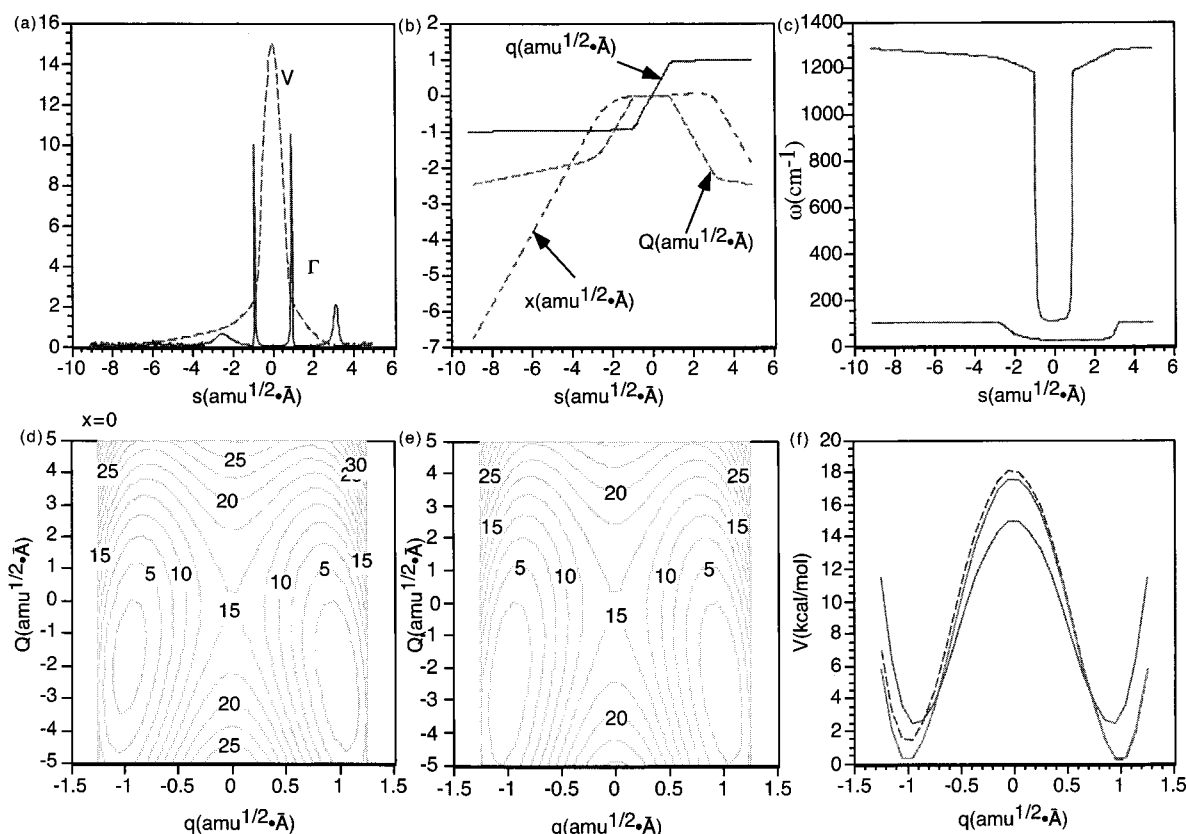 (a)
16
14
12
10
8
6
4
2
0
V
Γ
-10 -8 -6 -4 -2 0 2 4 6
s(amu1/2•Å)
(b)
2
1
0
-1
-2
-3
-4
-5
-6
-7
q(amu1/2•Å)
Q(amu1/2•Å)
x(amu1/2•Å)
-10 -8 -6 -4 -2 0 2 4 6
s(amu1/2•Å)
(c)
1400
1200
1000
800
600
400
200
0
ω(cm-1)
-10 -8 -6 -4 -2 0 2 4 6
s(amu1/2•Å)
x=0
(d)
5
4
3
2
1
0
-1
-2
-3
-4
-5
Q(amu1/2•Å)
25 25 30
20
15 15
5 10 10 5
15
20
25
-1.5 -1 -0.5 0 0.5 1 1.5
q(amu1/2•Å)
(e)
5
4
3
2
1
0
-1
-2
-3
-4
-5
Q(amu1/2•Å)
25 25
20
15 15
5 10 10 5
15
20
-1.5 -1 -0.5 0 0.5 1 1.5
q(amu1/2•Å)
(f)
20
18
16
14
12
10
8
6
4
2
0
V(kcal/mol)
-1.5 -1 -0.5 0 0.5 1 1.5
q(amu1/2•Å)